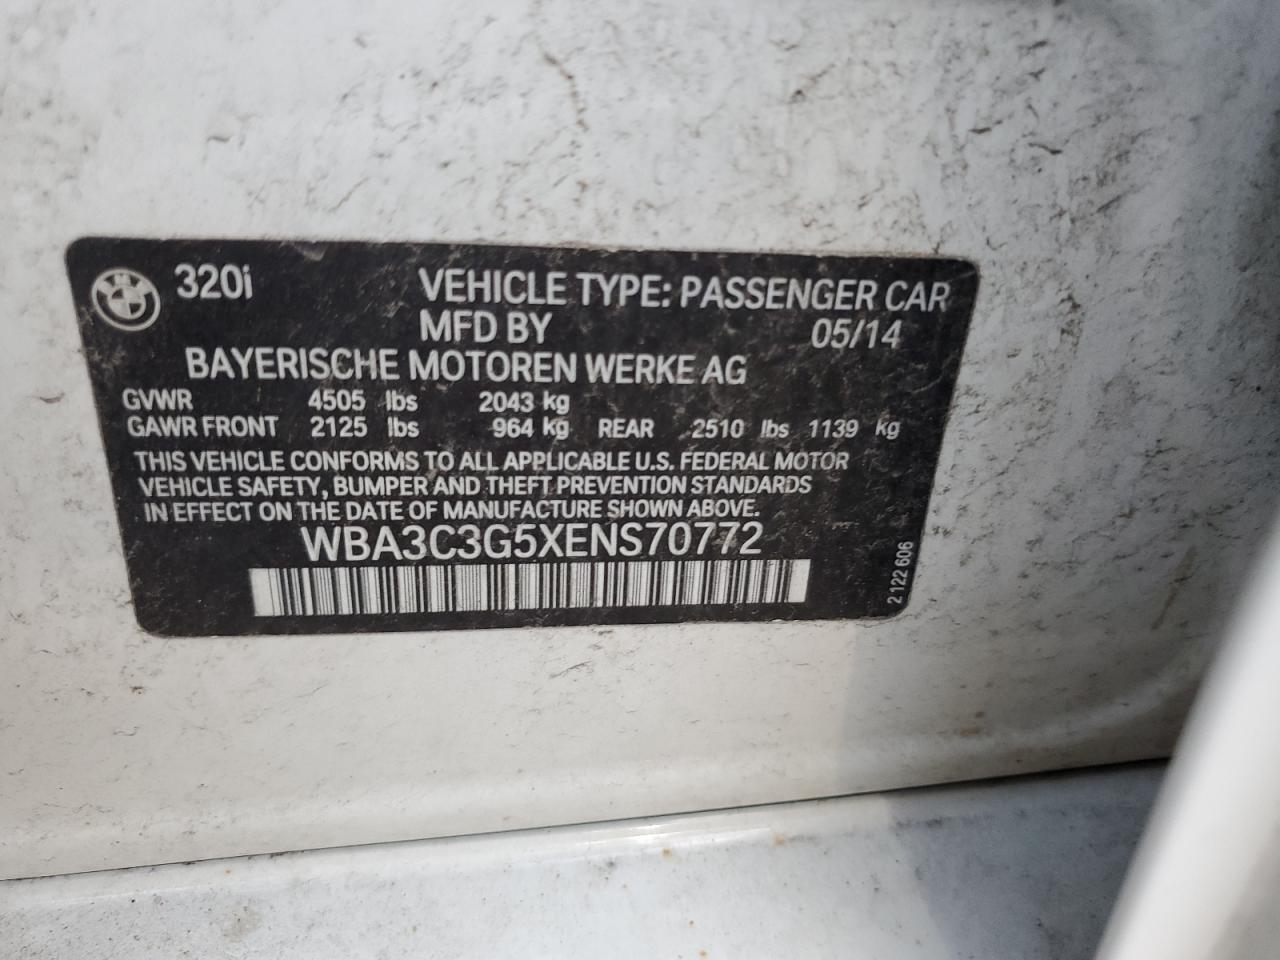 320i VEHICLE TYPE: PASSENGER CAR
MFD BY 05/14
BAYERISCHE MOTOREN WERKE AG
GVWR 4505 lbs 2043 kg
GAWR FRONT 2125 lbs 964 kg REAR 2510 lbs 1139 kg
THIS VEHICLE CONFORMS TO ALL APPLICABLE U.S. FEDERAL MOTOR
VEHICLE SAFETY, BUMPER AND THEFT PREVENTION STANDARDS
IN EFFECT ON THE DATE OF MANUFACTURE SHOWN ABOVE.
WBA3C3G5XENS70772
2 122 606